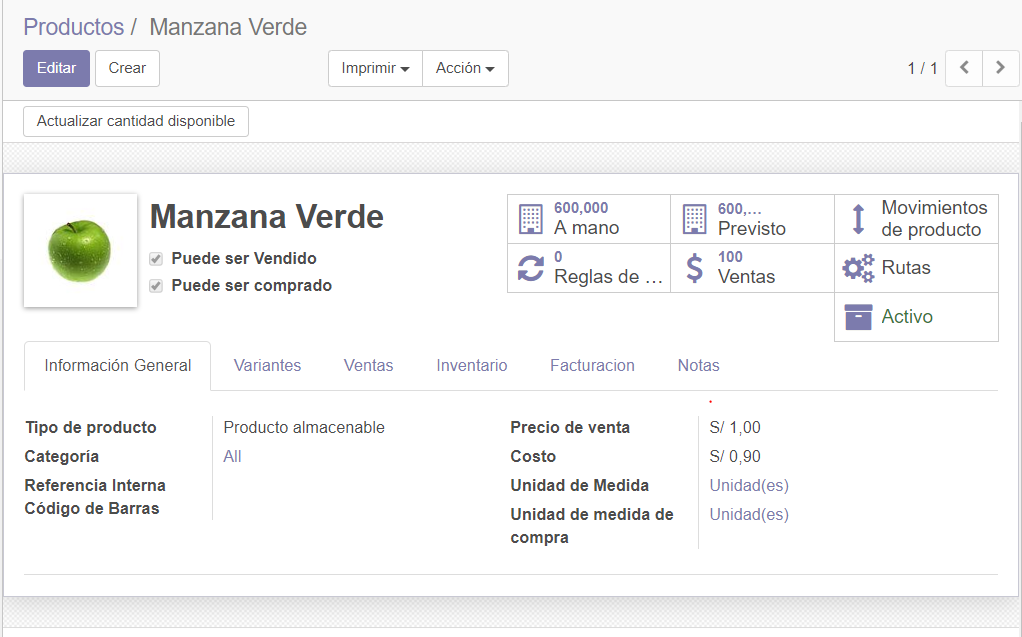 Productos / Manzana Verde
Editar Crear Imprimir Acción 1 / 1
Actualizar cantidad disponible
Manzana Verde
Puede ser Vendido
Puede ser comprado
600,000
A mano
600,...
Previsto
Movimientos
de producto
0
Reglas de ...
100
$ Ventas
Rutas
Activo
Información General Variantes Ventas Inventario Facturacion Notas
Tipo de producto Producto almacenable
Categoría All
Referencia Interna
Código de Barras
Precio de venta S/ 1,00
Costo S/ 0,90
Unidad de Medida Unidad(es)
Unidad de medida de Unidad(es)
compra